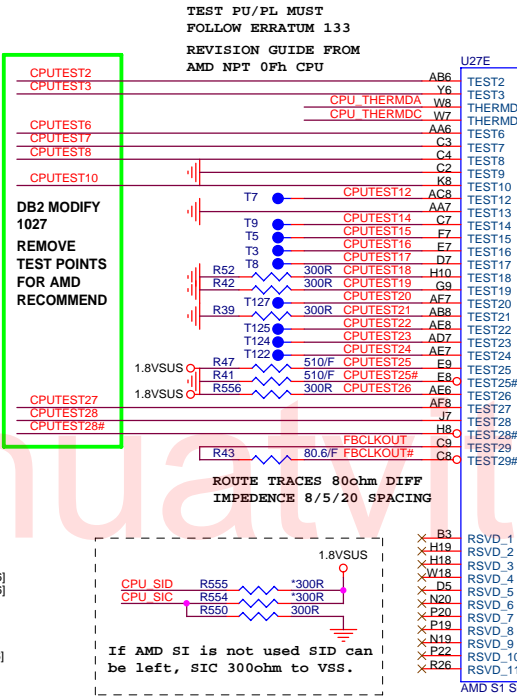 TEST PU/PL MUST
FOLLOW ERRATUM 133
REVISION GUIDE FROM
AMD NPT 0Fh CPU
U27E
CPUTEST2 AB6 TEST2
CPUTEST3 Y6 TEST3
CPU_THERMDA W8 THERMD
CPU_THERMDC W7 THERMD
CPUTEST6 AA6 TEST6
CPUTEST7 C3 TEST7
CPUTEST8 C4 TEST8
C2 TEST9
CPUTEST10 K8 TEST10
T7 CPUTEST12 AC8 TEST12
AA7 TEST13
T9 CPUTEST14 C7 TEST14
T5 CPUTEST15 F7 TEST15
T3 CPUTEST16 E7 TEST16
T8 CPUTEST17 D7 TEST17
R52 300R CPUTEST18 H10 TEST18
R42 300R CPUTEST19 G9 TEST19
T127 CPUTEST20 AF7 TEST20
R39 300R CPUTEST21 AB8 TEST21
T125 CPUTEST22 AE8 TEST22
T124 CPUTEST23 AD7 TEST23
T122 CPUTEST24 AE7 TEST24
1.8VSUS R47 510/F CPUTEST25 E9 TEST25
R41 510/F CPUTEST25# E8 TEST25#
1.8VSUS R556 300R CPUTEST26 AE6 TEST26
CPUTEST27 AF8 TEST27
CPUTEST28 J7 TEST28
CPUTEST28# H8 TEST28#
FBCLKOUT C9 TEST29
R43 80.6/F FBCLKOUT# C8 TEST29#
DB2 MODIFY
1027
REMOVE
TEST POINTS
FOR AMD
RECOMMEND
ROUTE TRACES 80ohm DIFF
IMPEDENCE 8/5/20 SPACING
B3 RSVD_1
H19 RSVD_2
H18 RSVD_3
W18 RSVD_4
D5 RSVD_5
N20 RSVD_6
P20 RSVD_7
P19 RSVD_8
N19 RSVD_9
P22 RSVD_10
R26 RSVD_11
AMD S1 S
1.8VSUS
CPU_SID R555 *300R
CPU_SIC R554 *300R
R550 300R
If AMD SI is not used SID can
be left, SIC 300ohm to VSS.
huatvit